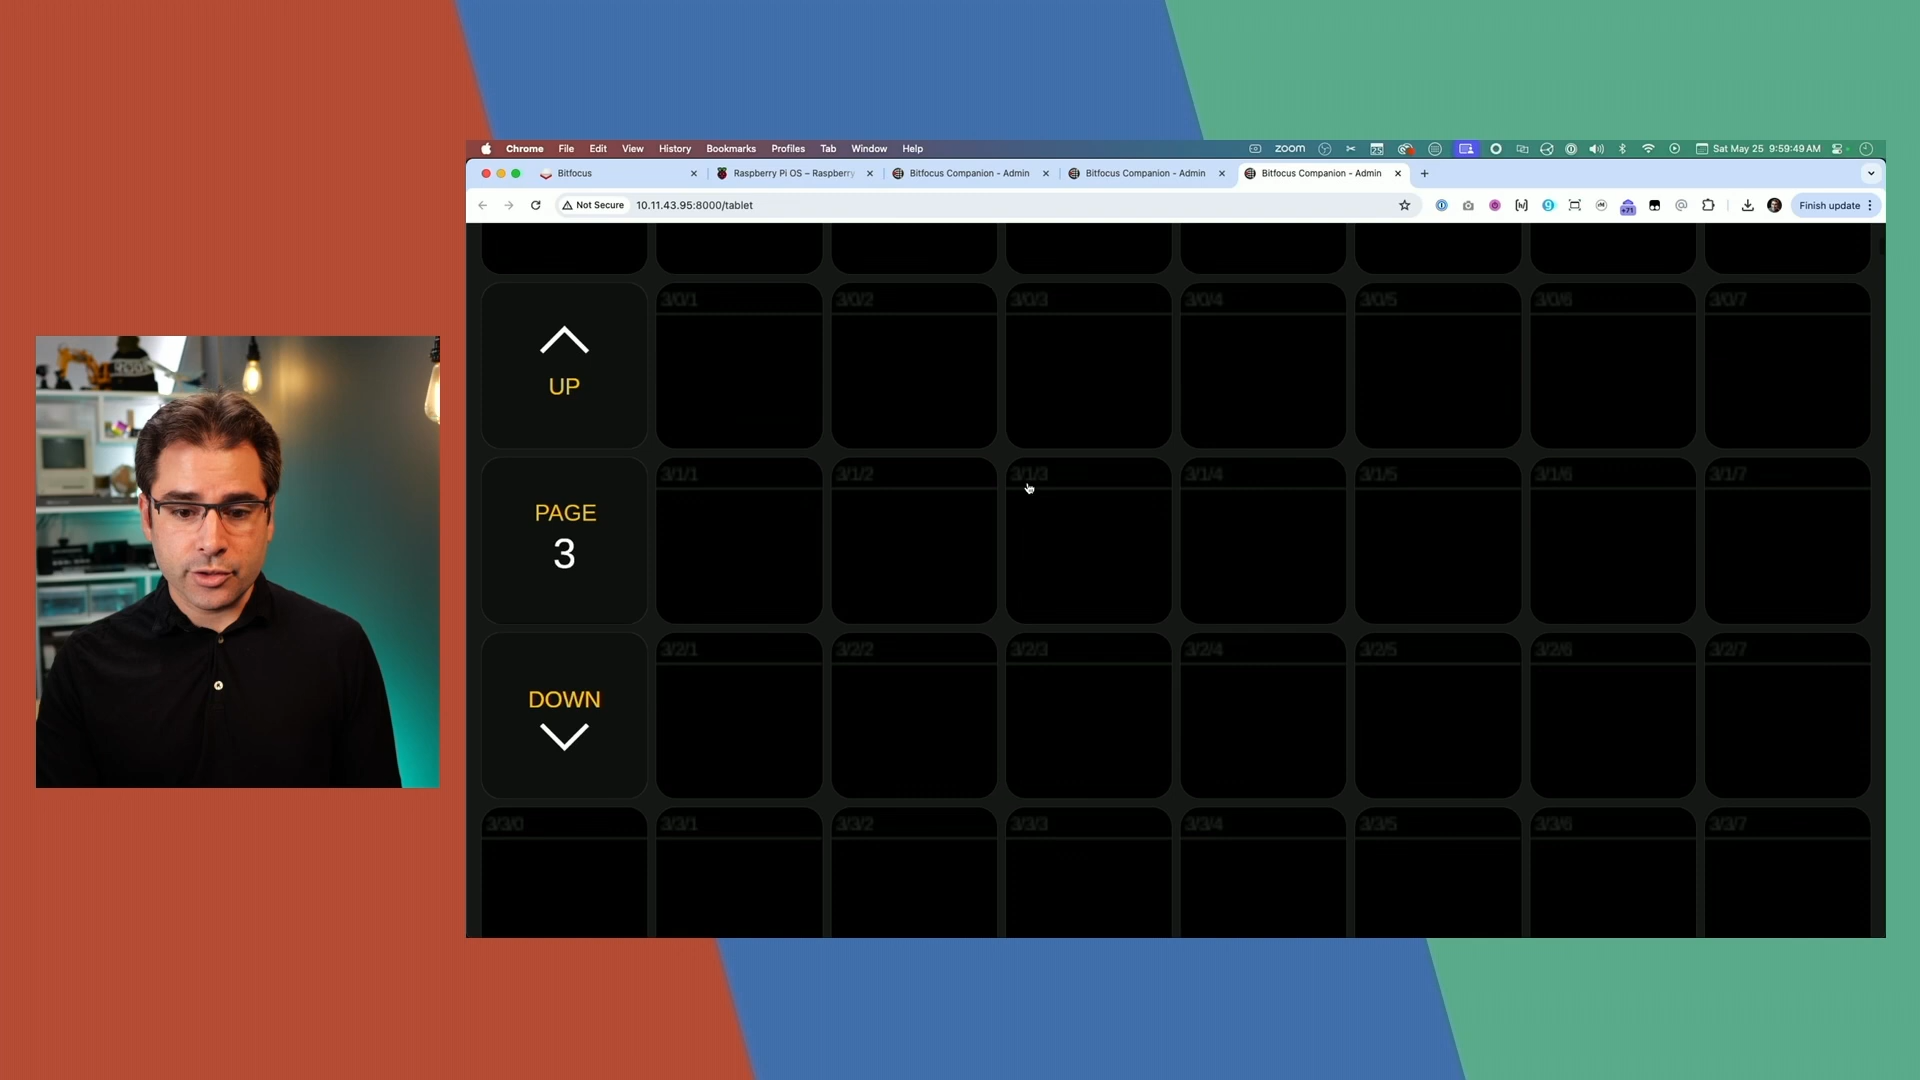 Chrome File Edit View History Bookmarks Profiles Tab Window Help zoom Sat May 25 9:59:49 AM
Bitfocus Raspberry Pi OS – Raspberry Bitfocus Companion - Admin Bitfocus Companion - Admin Bitfocus Companion - Admin
Not Secure 10.11.43.95:8000/tablet +71 Finish update
3/0/1 3/0/2 3/0/3 3/0/4 3/0/5 3/0/6 3/0/7
UP
3/1/1 3/1/2 3/1/3 3/1/4 3/1/5 3/1/6 3/1/7
PAGE
3
3/2/1 3/2/2 3/2/3 3/2/4 3/2/5 3/2/6 3/2/7
DOWN
3/3/0 3/3/1 3/3/2 3/3/3 3/3/4 3/3/5 3/3/6 3/3/7